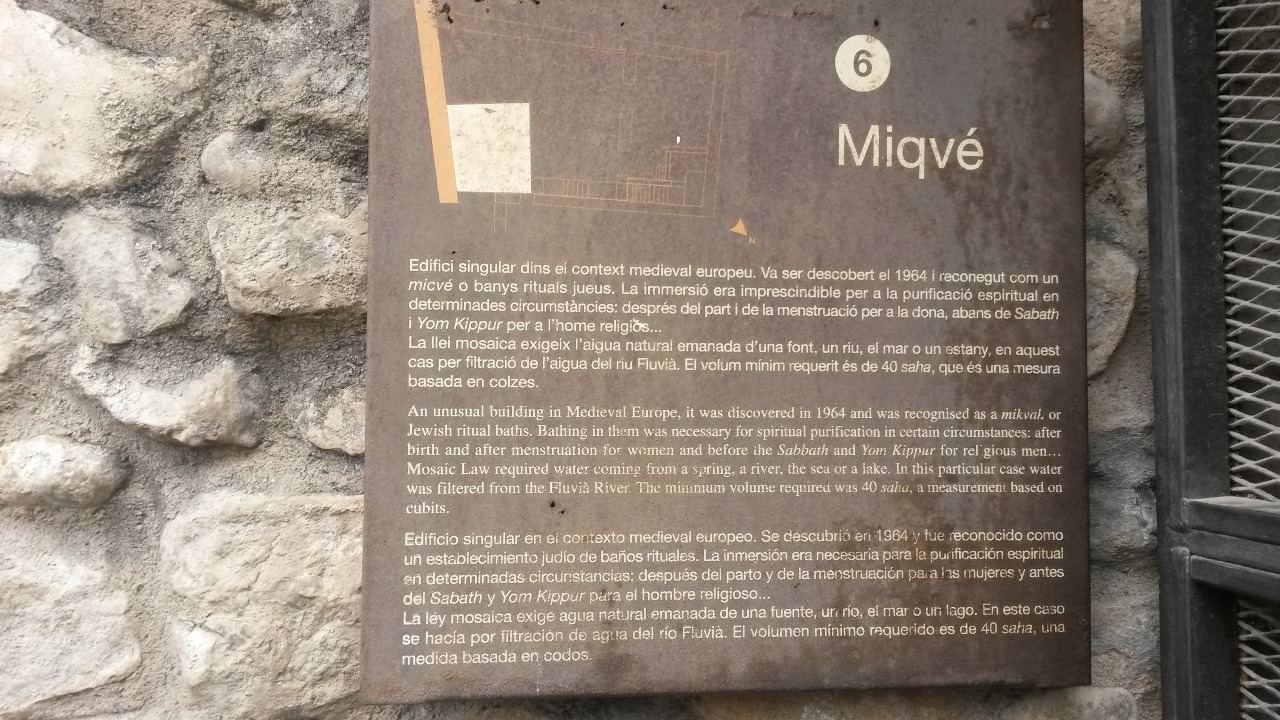 6
Miqvé
N
Edifici singular dins el context medieval europeu. Va ser descobert el 1964 i reconegut com un
micvé o banys rituals jueus. La immersió era imprescindible per a la purificació espiritual en
determinades circumstàncies: després del part i de la menstruació per a la dona, abans de Sabath
i Yom Kippur per a l'home religiós...
La llei mosaica exigeix l'aigua natural emanada d'una font, un riu, el mar o un estany, en aquest
cas per filtració de l'aigua del riu Fluvià. El volum mínim requerit és de 40 saha, que és una mesura
basada en colzes.
An unusual building in Medieval Europe, it was discovered in 1964 and was recognised as a mikval. or
Jewish ritual baths. Bathing in them was necessary for spiritual purification in certain circumstances: after
birth and after menstruation for women and before the Sabbath and Yom Kippur for religious men...
Mosaic Law required water coming from a spring, a river, the sea or a lake. In this particular case water
was filtered from the Fluvià River. The minimum volume required was 40 saha, a measurement based on
cubits.
Edificio singular en el contexto medieval europeo. Se descubrió en 1964 y fue reconocido como
un establecimiento judío de baños rituales. La inmersión era necesaria para la purificación espiritual
en determinadas circunstancias: después del parto y de la menstruación para las mujeres y antes
del Sabath y Yom Kippur para el hombre religioso...
La ley mosaica exige agua natural emanada de una fuente, un río, el mar o un lago. En este caso
se hacía por filtración de agua del río Fluvià. El volumen mínimo requerido es de 40 saha, una
medida basada en codos.